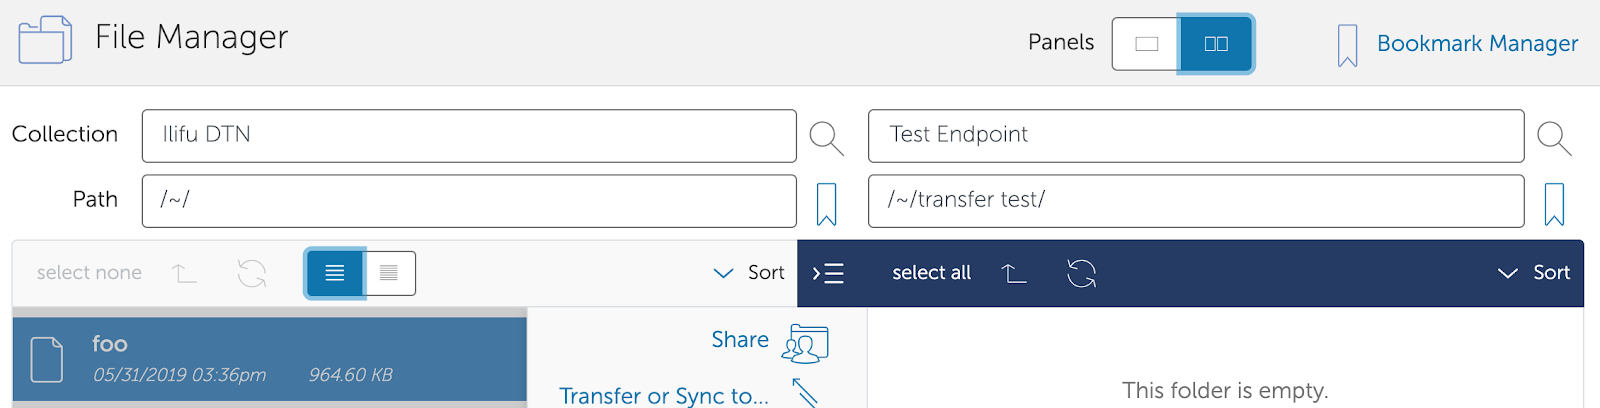 File Manager
Panels
Bookmark Manager
Collection
Ilifu DTN
Test Endpoint
Path
/~/
/~/transfer test/
select none
Sort
select all
Sort
foo
05/31/2019 03:36pm 964.60 KB
Share
Transfer or Sync to...
This folder is empty.